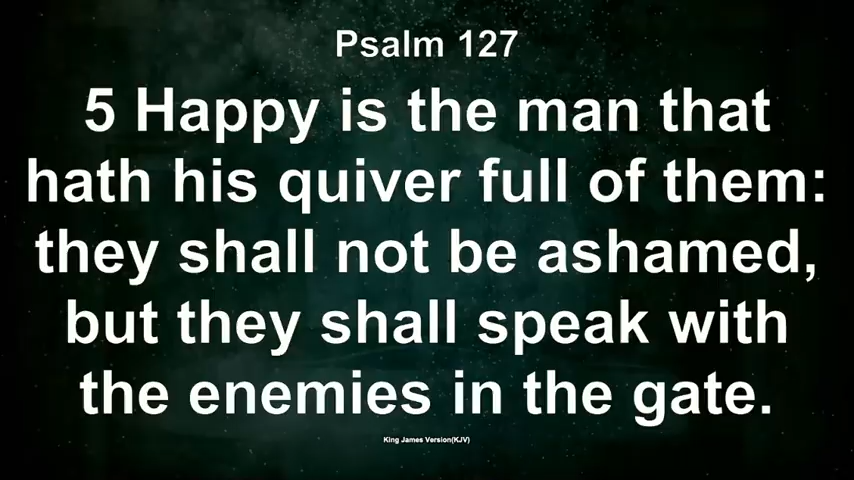 Psalm 127
5 Happy is the man that
hath his quiver full of them:
they shall not be ashamed,
but they shall speak with
the enemies in the gate.
King James Version(KJV)